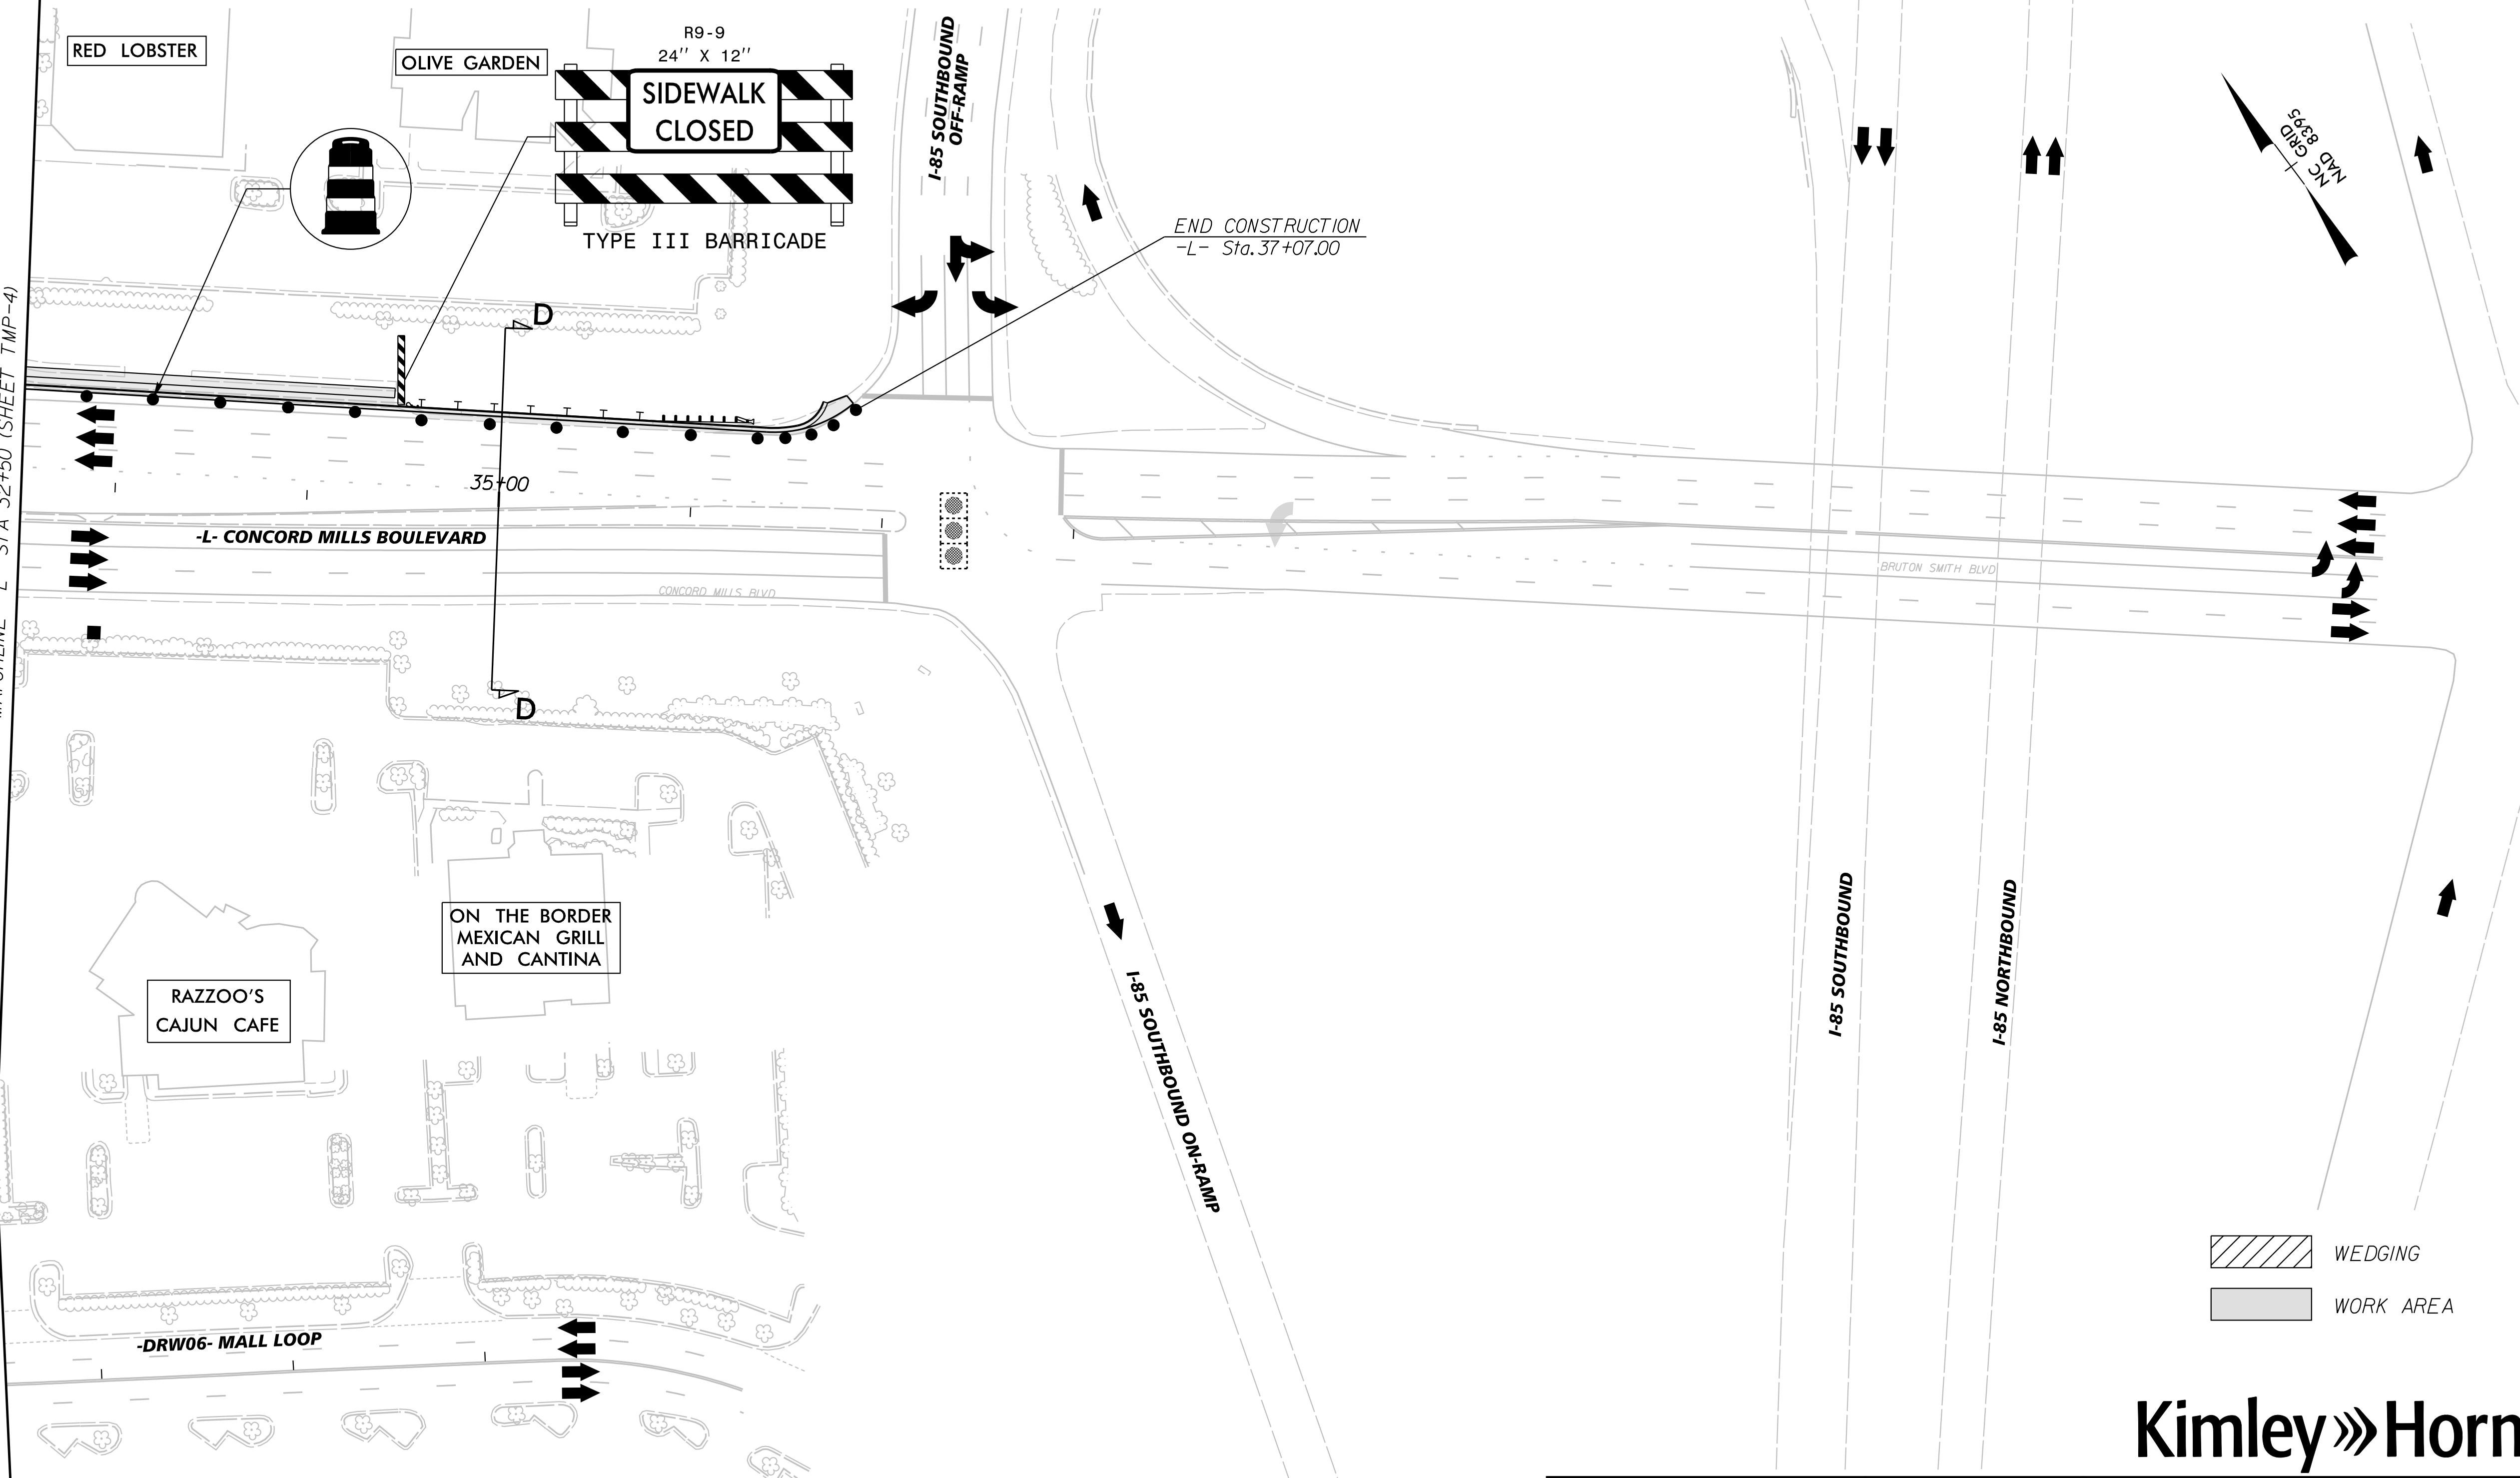 RED LOBSTER
OLIVE GARDEN
R9-9
24'' X 12''
SIDEWALK
CLOSED
TYPE III BARRICADE
I-85 SOUTHBOUND
OFF-RAMP
NC GRID
NAD 83/95
END CONSTRUCTION
-L- Sta.37+07.00
D
STA 32+50 (SHEET TMP-4)
35+00
-L- CONCORD MILLS BOULEVARD
CONCORD MILLS BLVD
BRUTON SMITH BLVD
D
ON THE BORDER
MEXICAN GRILL
AND CANTINA
RAZZOO'S
CAJUN CAFE
I-85 SOUTHBOUND ON-RAMP
I-85 SOUTHBOUND
I-85 NORTHBOUND
WEDGING
WORK AREA
-DRW06- MALL LOOP
Kimley Horn